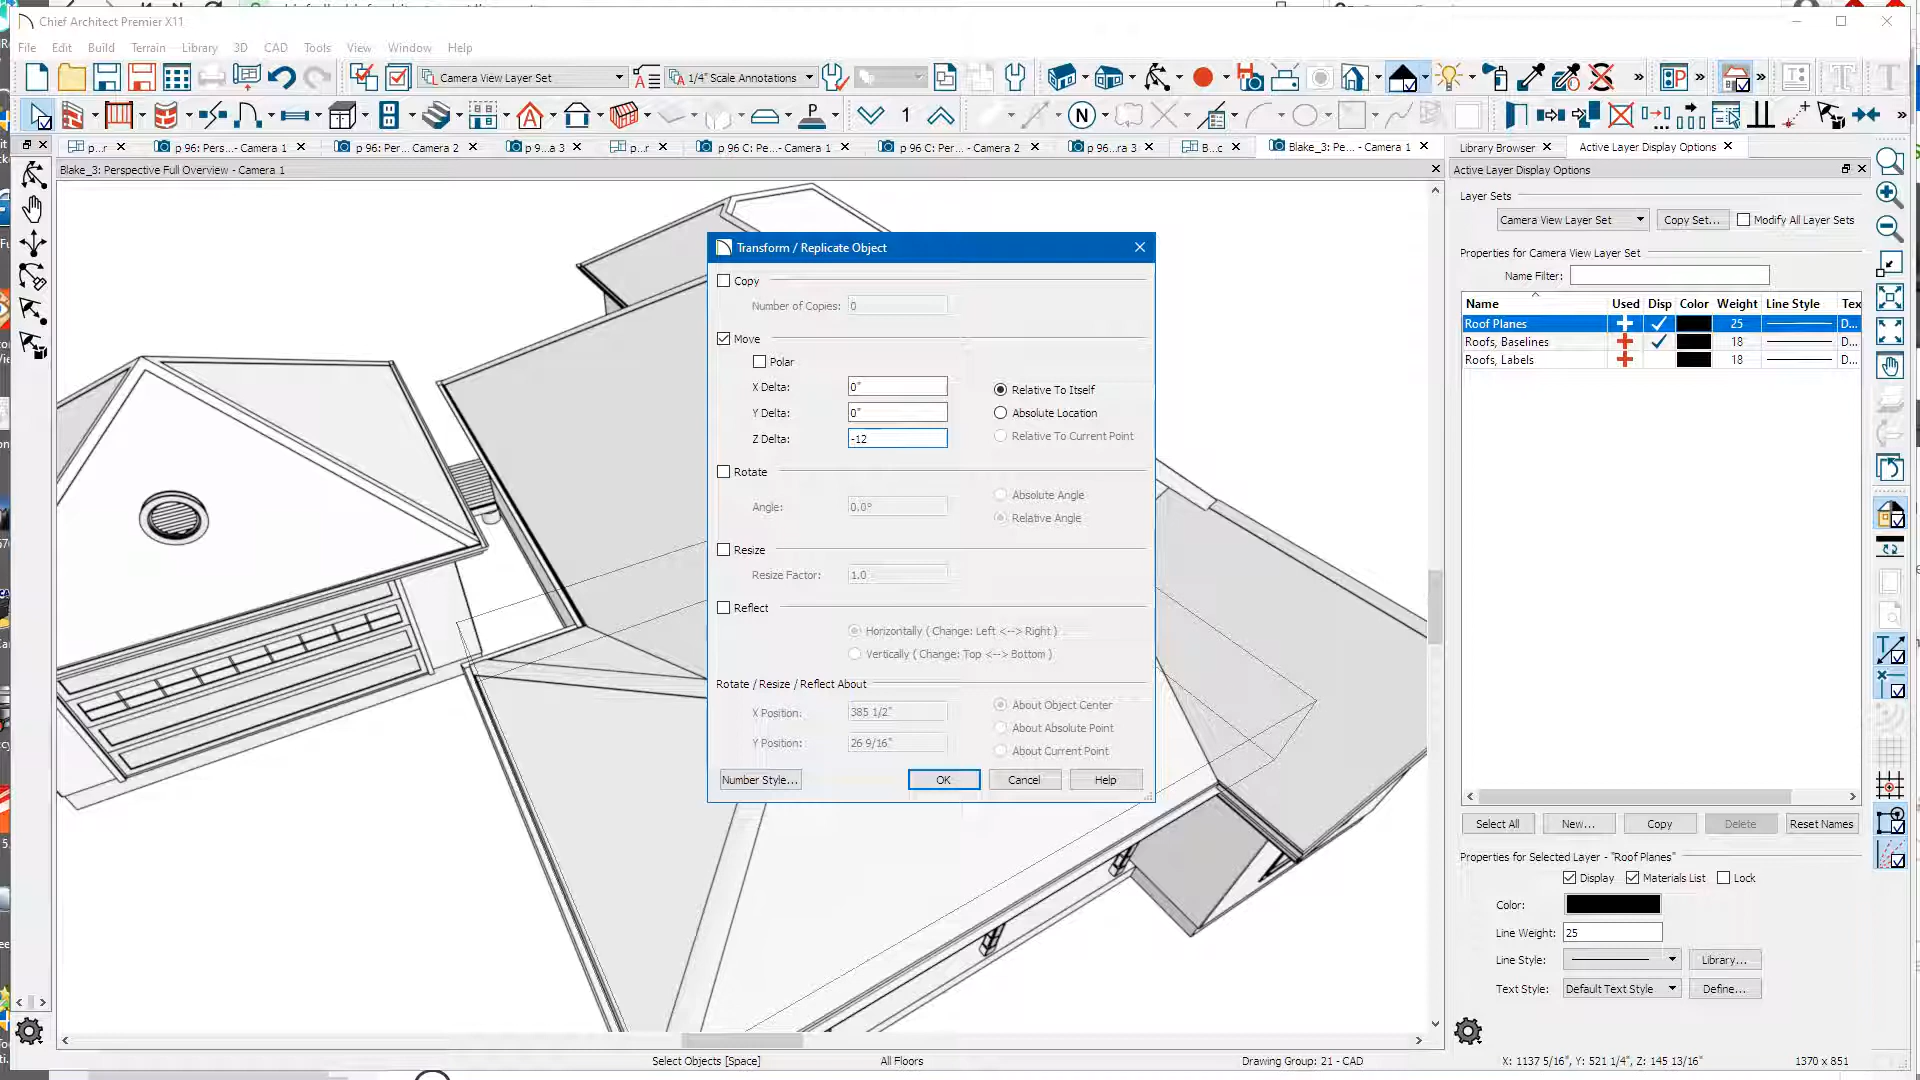 Chief Architect Premier X11
File Edit Build Terrain Library 3D CAD Tools View Window Help
Camera View Layer Set
1/4" Scale Annotations
1
N
p...r
p 96: Pers...- Camera 1
p 96: Per... Camera 2
p 9...a 3
p...r
p 96 C: Pe... - Camera 1
p 96 C: Per... - Camera 2
p 96...ra 3
B...c
Blake_3: Pe... - Camera 1
Library Browser
Active Layer Display Options
Blake_3: Perspective Full Overview - Camera 1
Active Layer Display Options
Layer Sets
Camera View Layer Set
Copy Set...
Modify All Layer Sets
Properties for Camera View Layer Set
Name Filter:
Name Used Disp Color Weight Line Style Tex
Roof Planes 25 D...
Roofs, Baselines 18 D...
Roofs, Labels 18 D...
Select All
New...
Copy
Delete
Reset Names
Properties for Selected Layer - "Roof Planes"
Display
Materials List
Lock
Color:
Line Weight: 25
Line Style:
Library...
Text Style: Default Text Style
Define...
Transform / Replicate Object
Copy
Number of Copies: 0
Move
Polar
X Delta: 0"
Y Delta: 0"
Z Delta: -12
Relative To Itself
Absolute Location
Relative To Current Point
Rotate
Angle: 0.0°
Absolute Angle
Relative Angle
Resize
Resize Factor: 1.0
Reflect
Horizontally ( Change: Left <--> Right )
Vertically ( Change: Top <--> Bottom )
Rotate / Resize / Reflect About
X Position: 385 1/2"
Y Position: 26 9/16"
About Object Center
About Absolute Point
About Current Point
Number Style...
OK
Cancel
Help
Select Objects [Space]
All Floors
Drawing Group: 21 - CAD
X: 1137 5/16", Y: 521 1/4", Z: 145 13/16"
1370 x 851